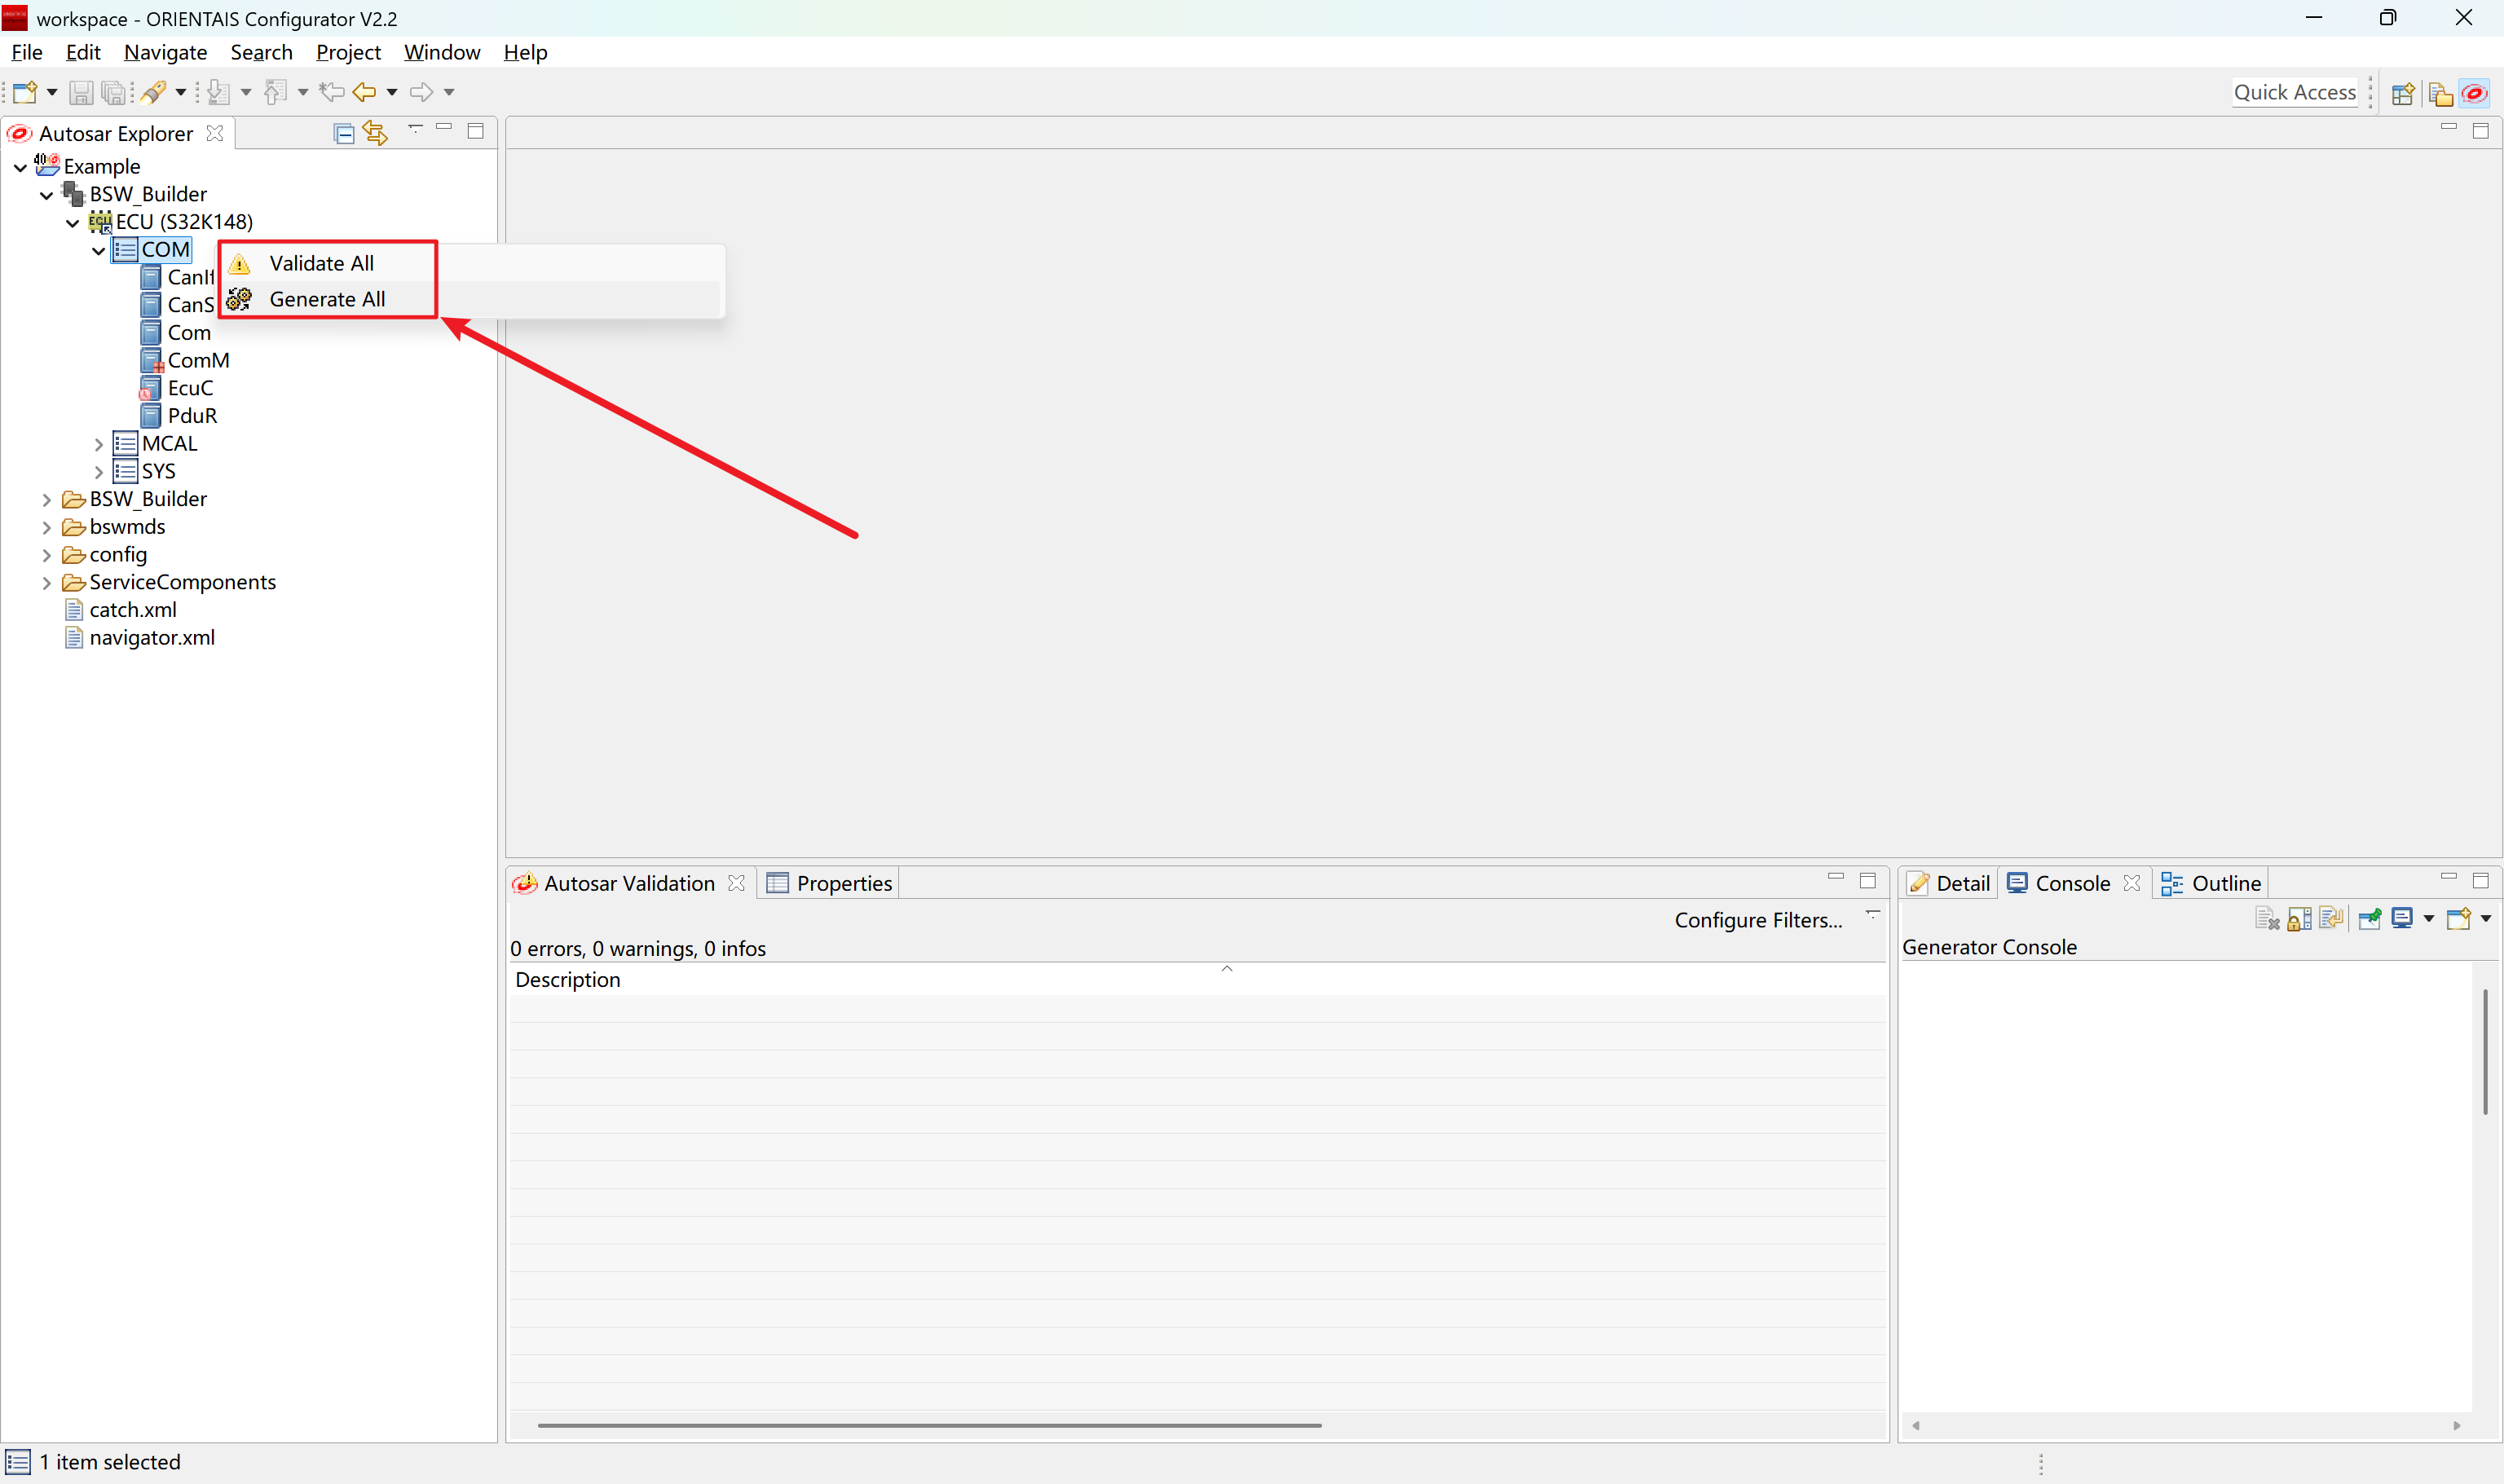 workspace - ORIENTAIS Configurator V2.2
File Edit Navigate Search Project Window Help
Quick Access
Autosar Explorer
Example
BSW_Builder
ECU (S32K148)
COM
Validate All
CanIf
Generate All
CanS
Com
ComM
EcuC
PduR
MCAL
SYS
BSW_Builder
bswmds
config
ServiceComponents
catch.xml
navigator.xml
Autosar Validation Properties
Configure Filters...
0 errors, 0 warnings, 0 infos
Description
Detail Console Outline
Generator Console
1 item selected